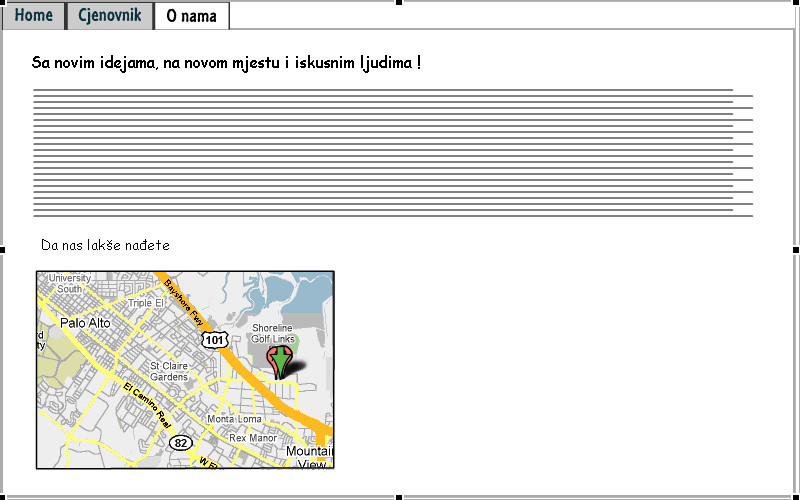 Home Cjenovnik O nama
Sa novim idejama, na novom mjestu i iskusnim ljudima !
Da nas lakše nađete
University
South
Triple El
Bayshore Fwy
Palo Alto
101
Shoreline
Golf Links
St Claire
Gardens
El Camino Real
Monta Loma
82
Rex Manor
Mountain
View